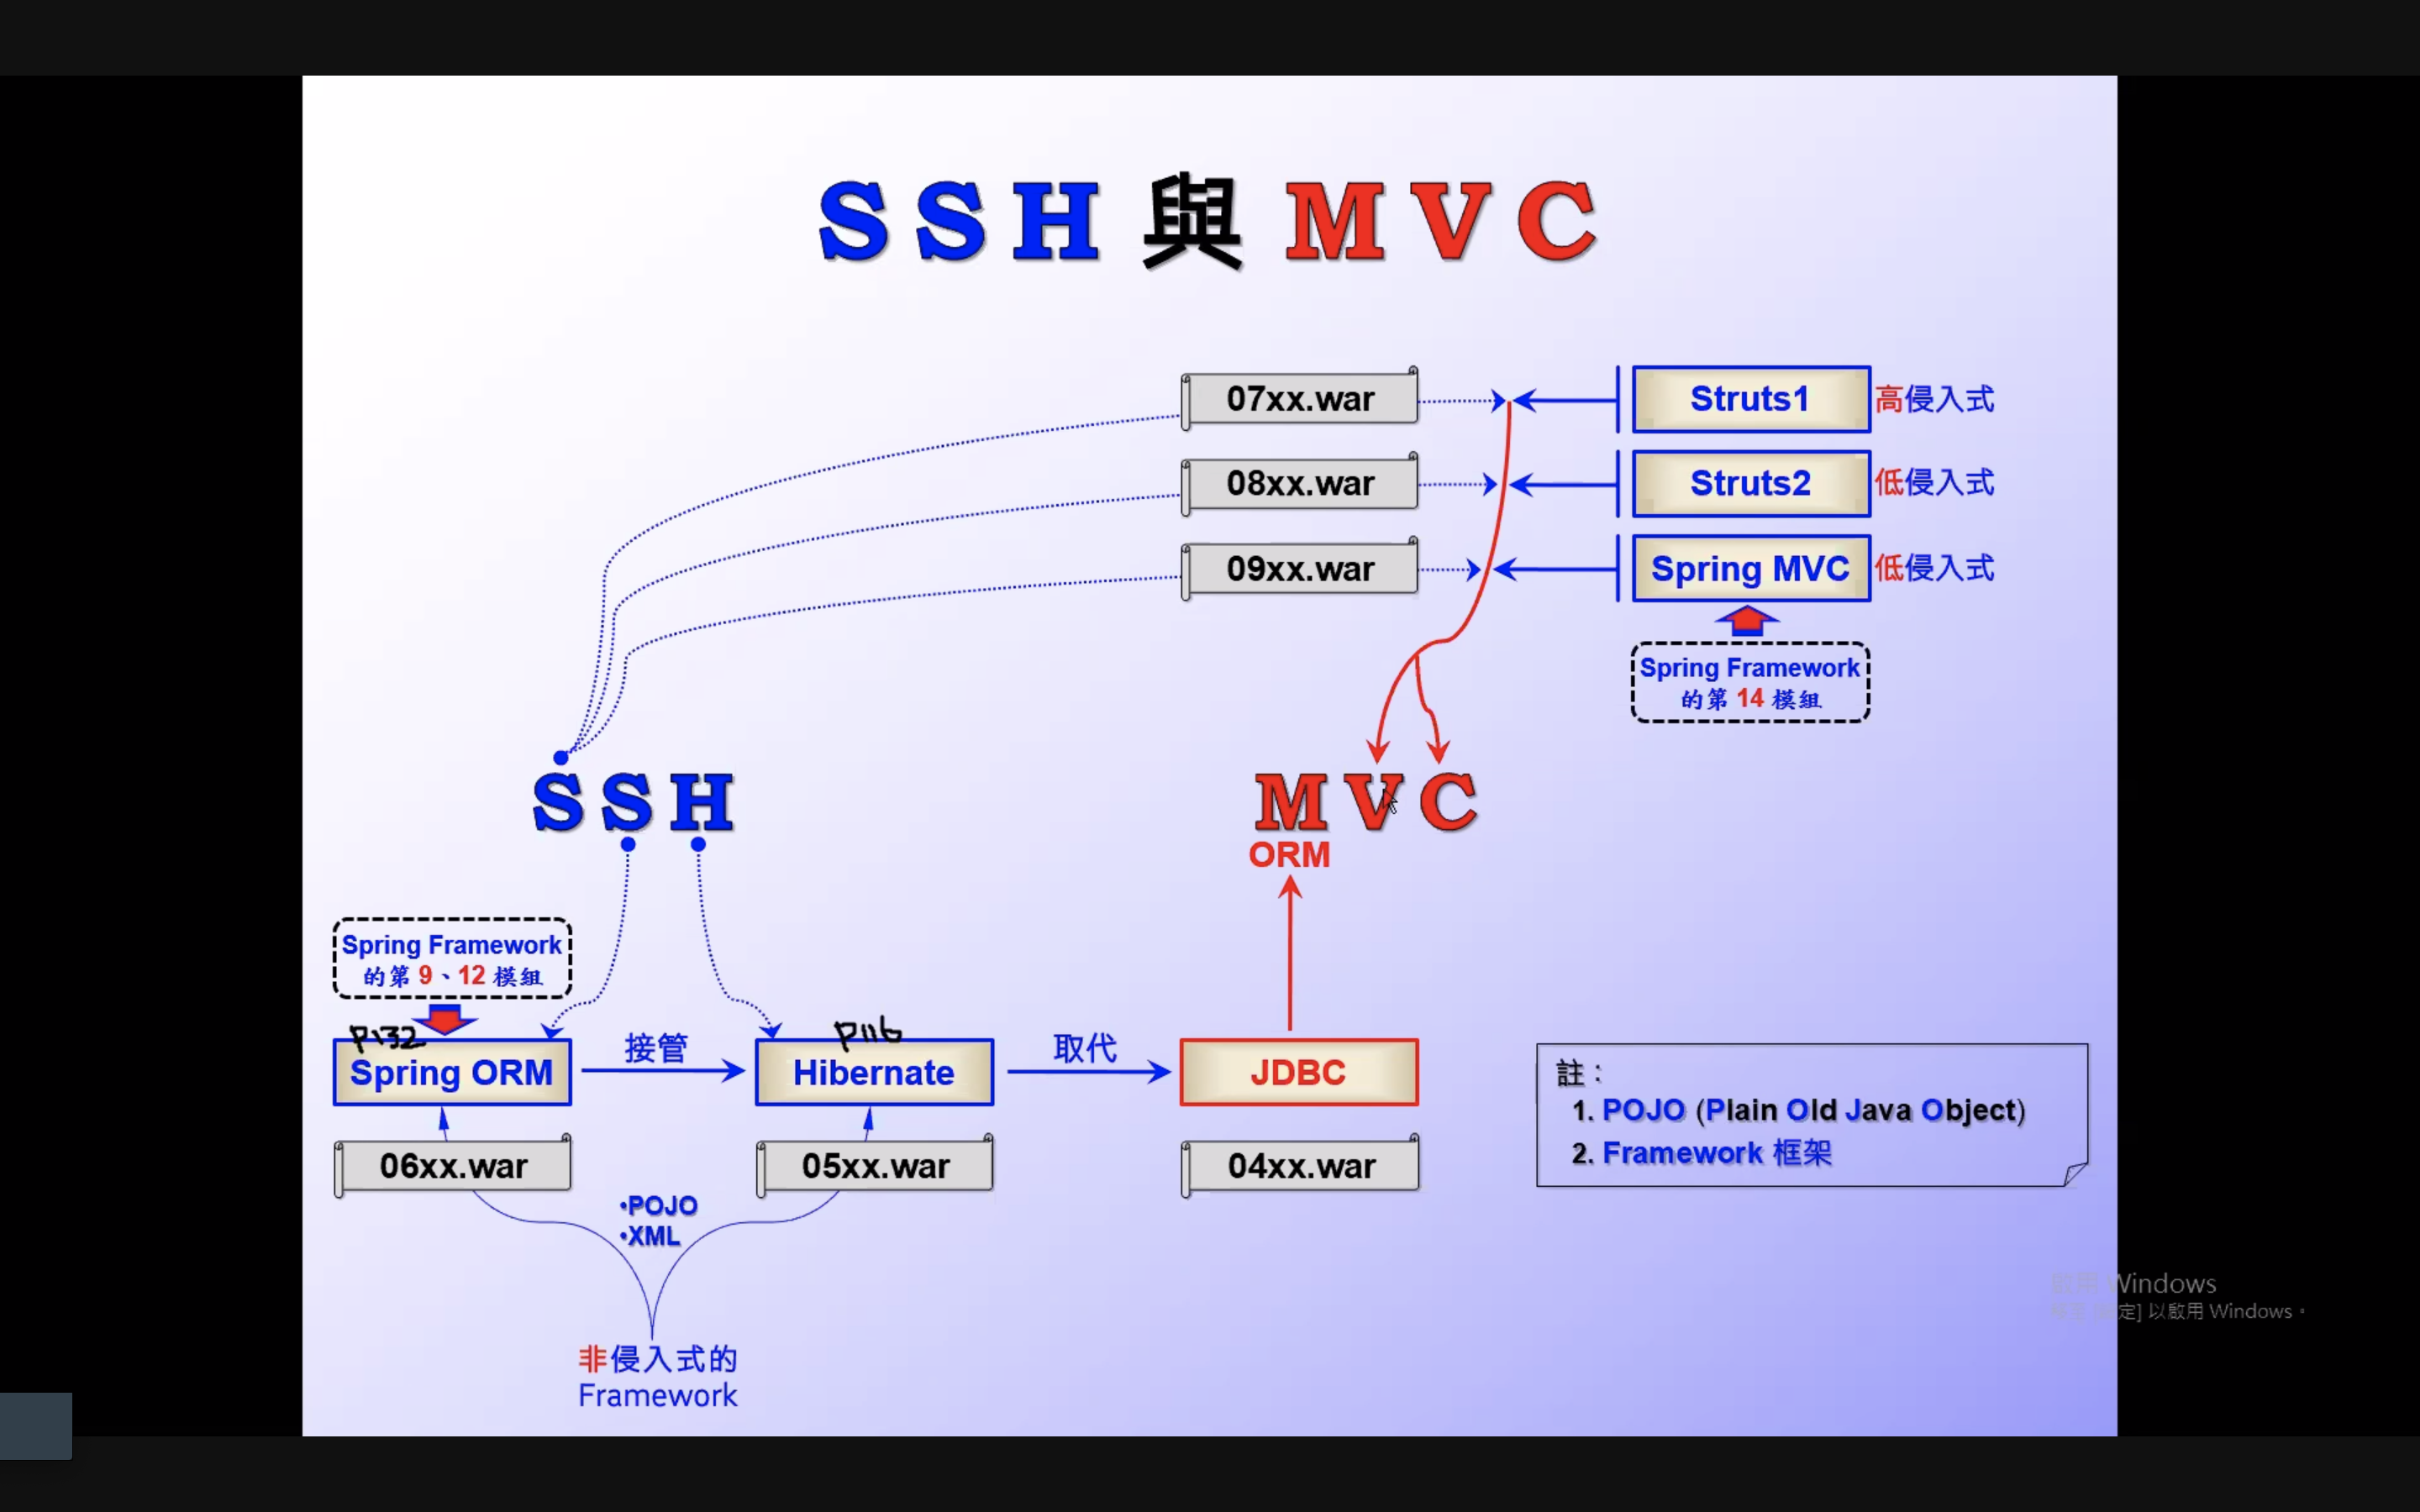 SSH 與 MVC
07xx.war
Struts1
高侵入式
08xx.war
Struts2
低侵入式
09xx.war
Spring MVC
低侵入式
Spring Framework
的第 14 模組
SSH
MVC
ORM
Spring Framework
的第 9、12 模組
P132
Spring ORM
接管
P116
Hibernate
取代
JDBC
06xx.war
05xx.war
04xx.war
•POJO
•XML
非侵入式的
Framework
註：
1. POJO (Plain Old Java Object)
2. Framework 框架
啟用 Windows
定] 以啟用 Windows。